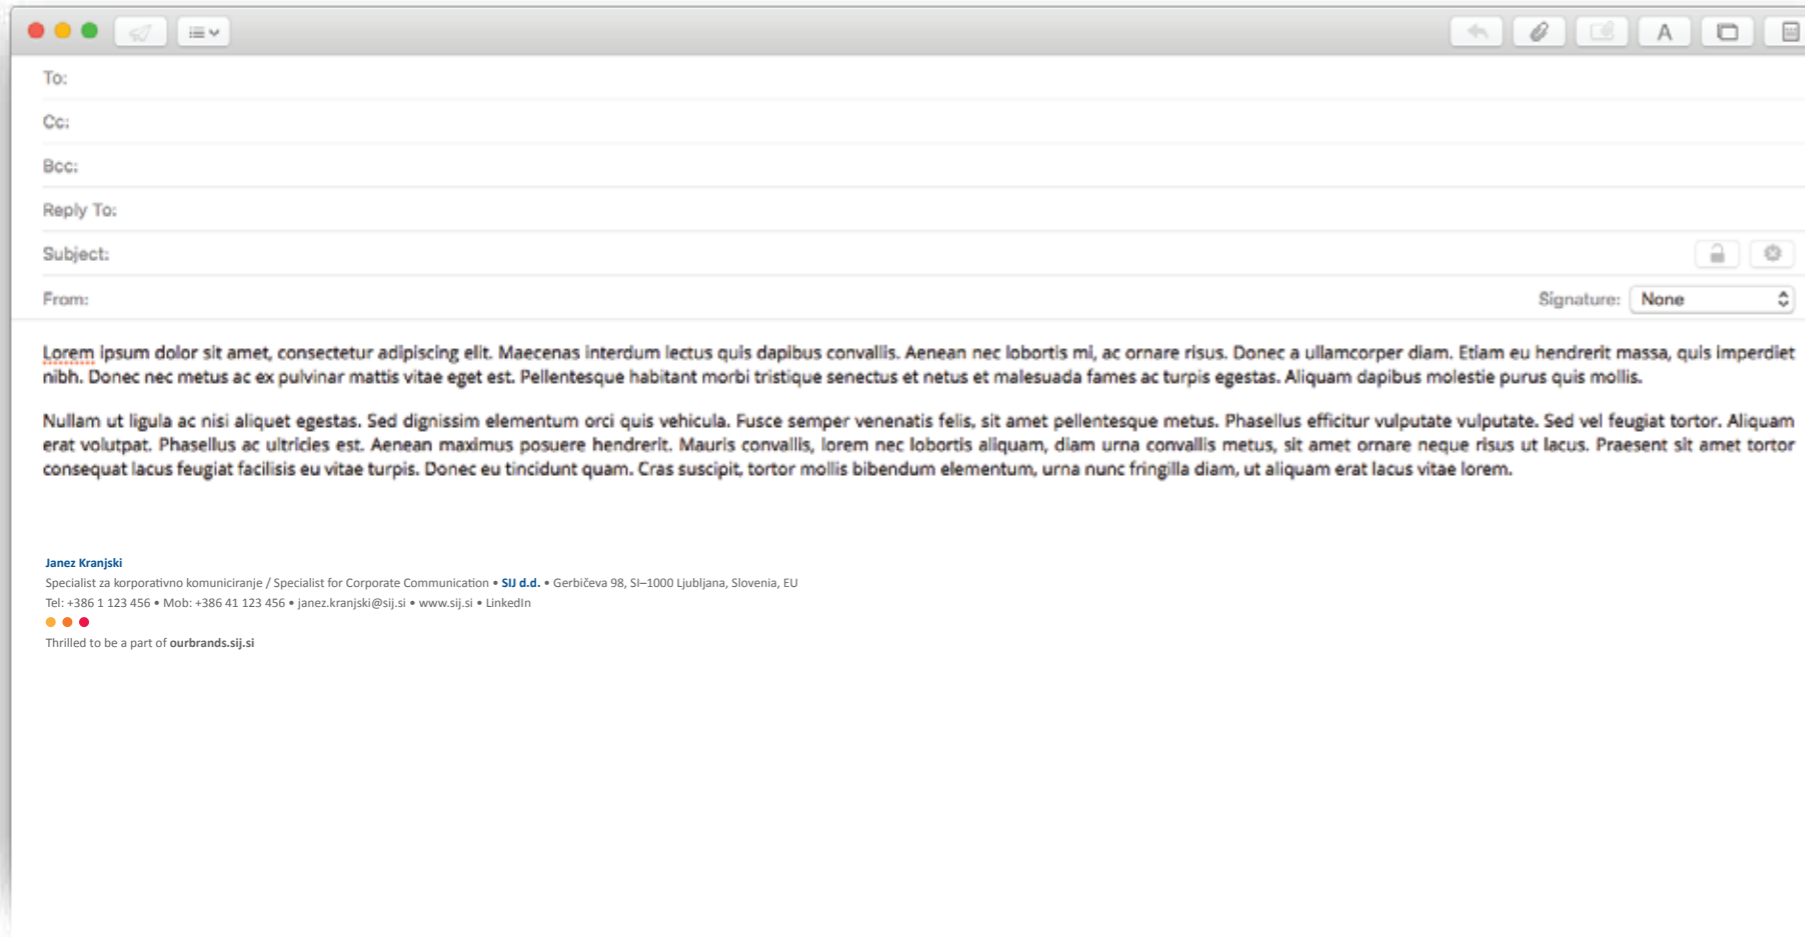 To:
Cc:
Bcc:
Reply To:
Subject:
From:
Signature: None
Lorem ipsum dolor sit amet, consectetur adipiscing elit. Maecenas interdum lectus quis dapibus convallis. Aenean nec lobortis mi, ac ornare risus. Donec a ullamcorper diam. Etiam eu hendrerit massa, quis imperdiet
nibh. Donec nec metus ac ex pulvinar mattis vitae eget est. Pellentesque habitant morbi tristique senectus et netus et malesuada fames ac turpis egestas. Aliquam dapibus molestie purus quis mollis.
Nullam ut ligula ac nisi aliquet egestas. Sed dignissim elementum orci quis vehicula. Fusce semper venenatis felis, sit amet pellentesque metus. Phasellus efficitur vulputate vulputate. Sed vel feugiat tortor. Aliquam
erat volutpat. Phasellus ac ultricies est. Aenean maximus posuere hendrerit. Mauris convallis, lorem nec lobortis aliquam, diam urna convallis metus, sit amet ornare neque risus ut lacus. Praesent sit amet tortor
consequat lacus feugiat facilisis eu vitae turpis. Donec eu tincidunt quam. Cras suscipit, tortor mollis bibendum elementum, urna nunc fringilla diam, ut aliquam erat lacus vitae lorem.
Janez Kranjski
Specialist za korporativno komuniciranje / Specialist for Corporate Communication • SIJ d.d. • Gerbičeva 98, SI–1000 Ljubljana, Slovenia, EU
Tel: +386 1 123 456 • Mob: +386 41 123 456 • janez.kranjski@sij.si • www.sij.si • LinkedIn
Thrilled to be a part of ourbrands.sij.si